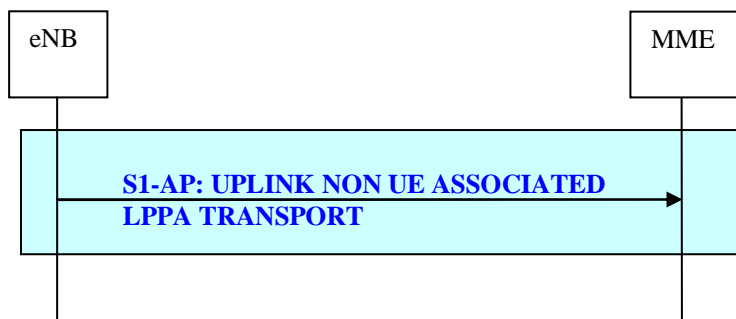 eNB
MME
S1-AP: UPLINK NON UE ASSOCIATED
LPPA TRANSPORT